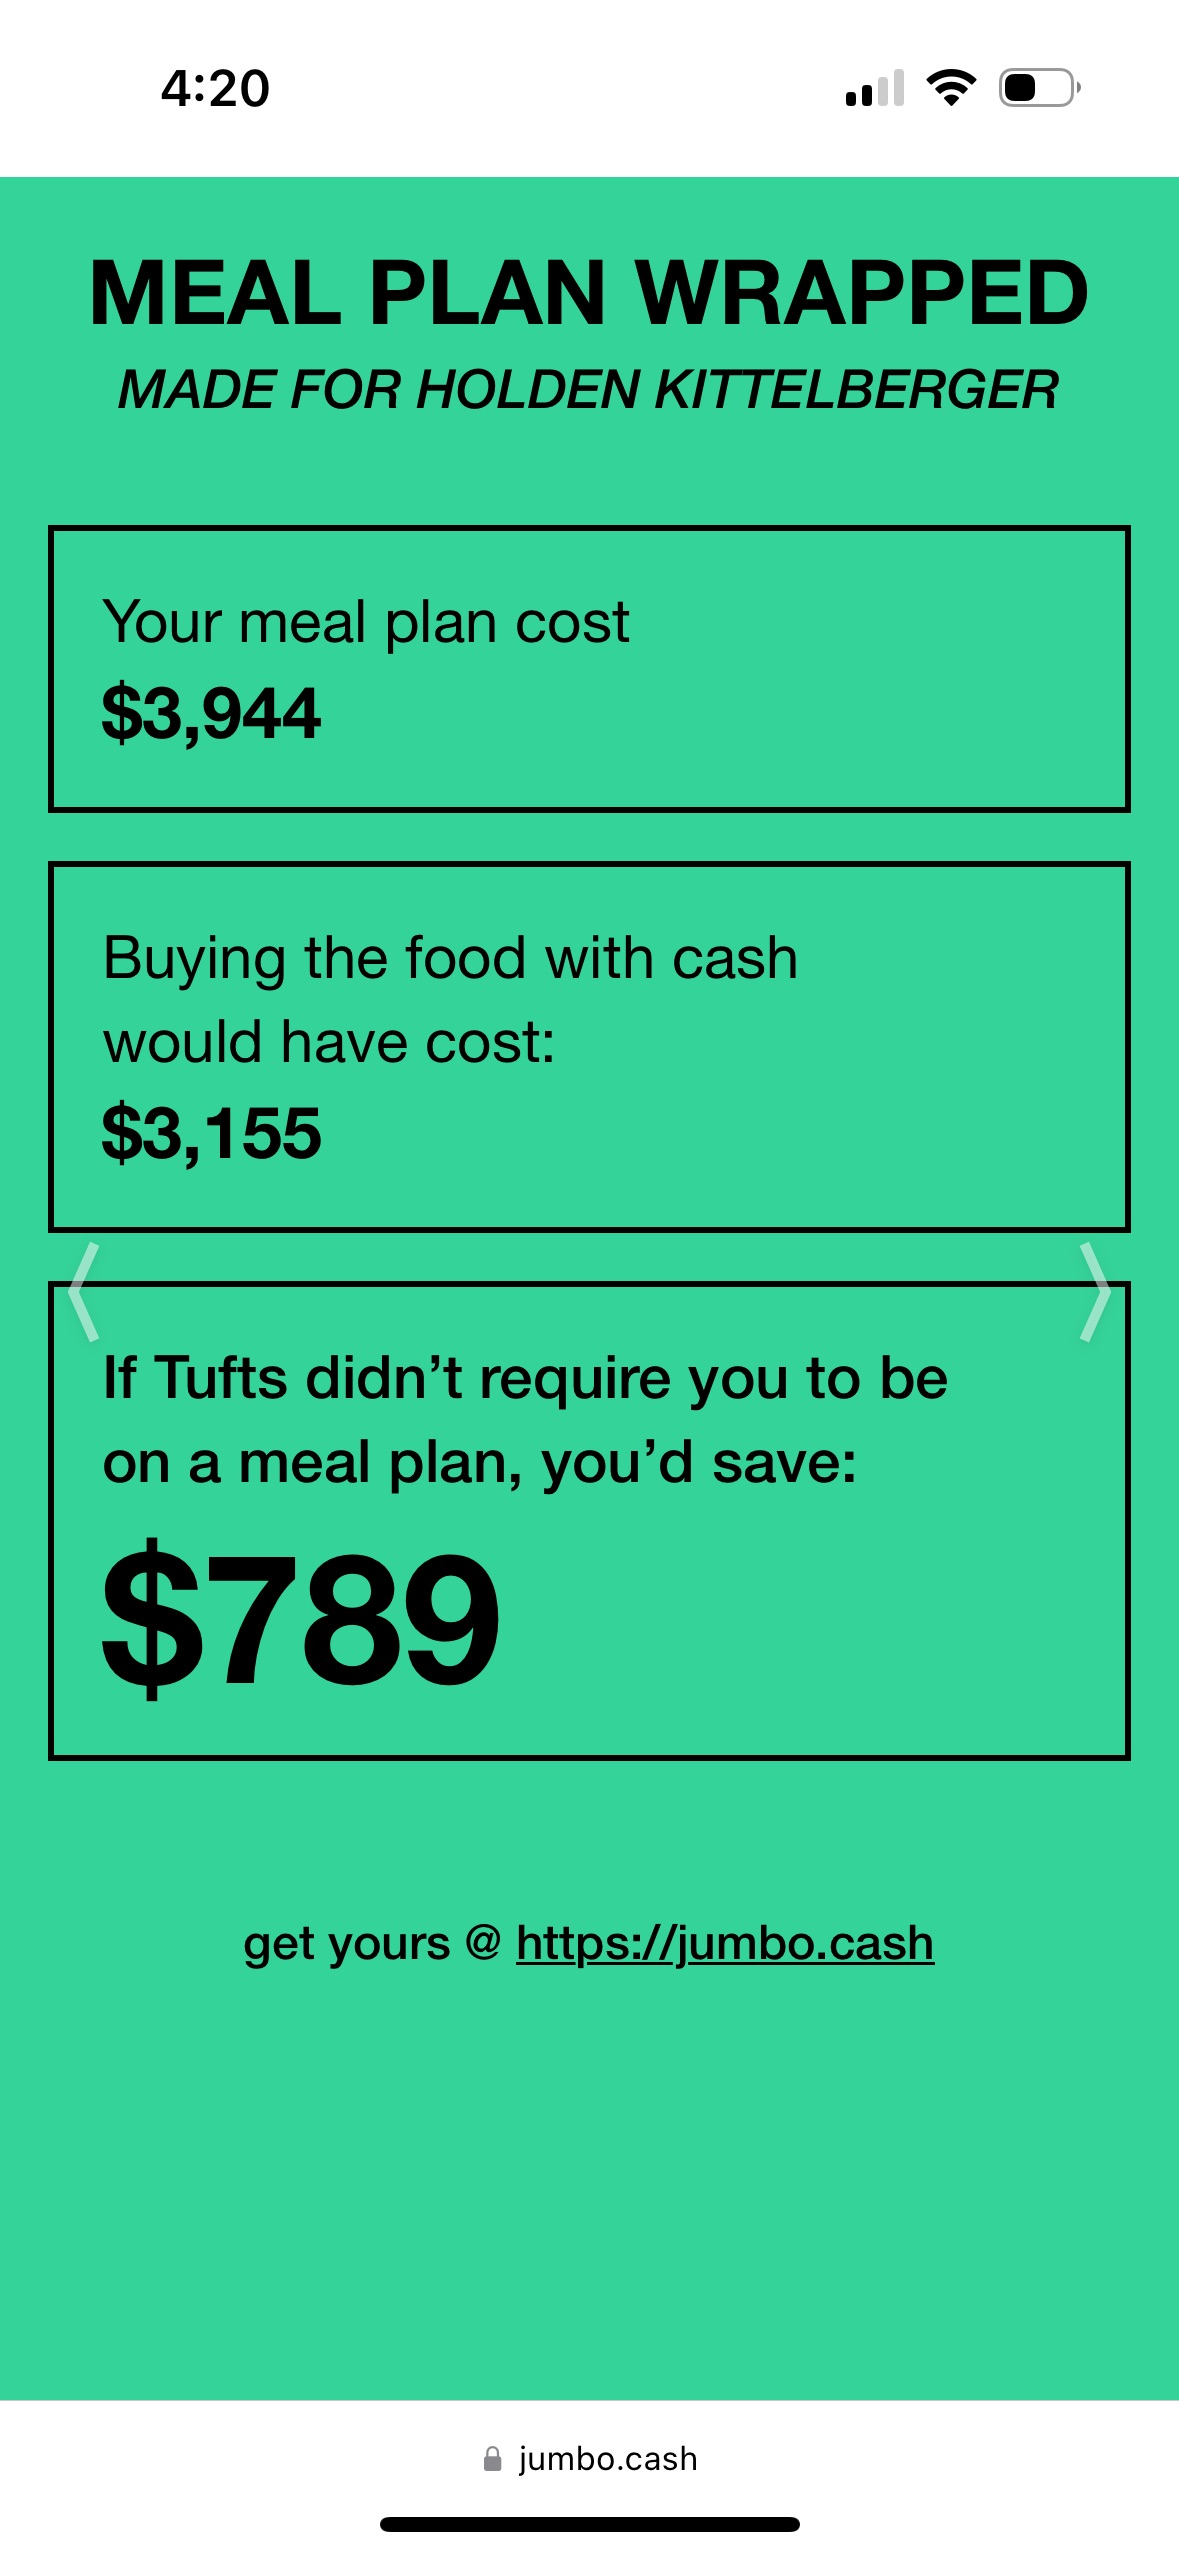 4:20
MEAL PLAN WRAPPED
MADE FOR HOLDEN KITTELBERGER
Your meal plan cost
$3,944
Buying the food with cash
would have cost:
$3,155
If Tufts didn’t require you to be
on a meal plan, you’d save:
$789
get yours @ https://jumbo.cash
jumbo.cash